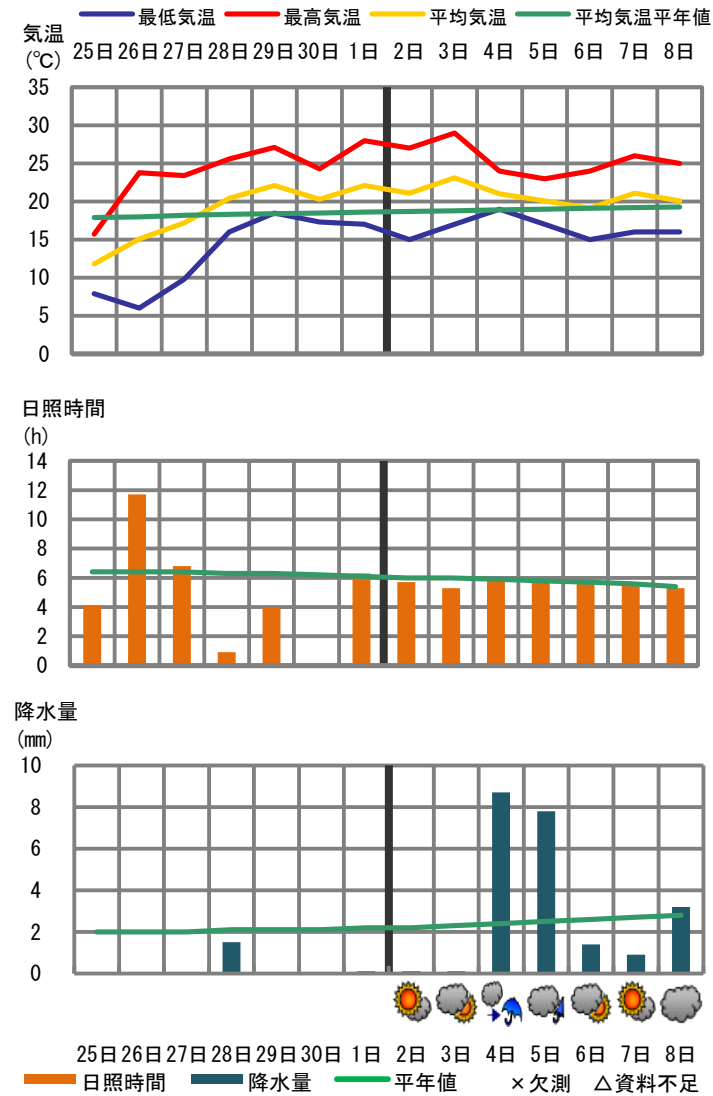 最低気温 最高気温 平均気温 平均気温平年値
気温
(℃) 25日 26日 27日 28日 29日 30日 1日 2日 3日 4日 5日 6日 7日 8日
35
30
25
20
15
10
5
0
日照時間
(h)
14
12
10
8
6
4
2
0
降水量
(㎜)
10
8
6
4
2
0
25日 26日 27日 28日 29日 30日 1日 2日 3日 4日 5日 6日 7日 8日
日照時間 降水量 平年値 ×欠測 △資料不足